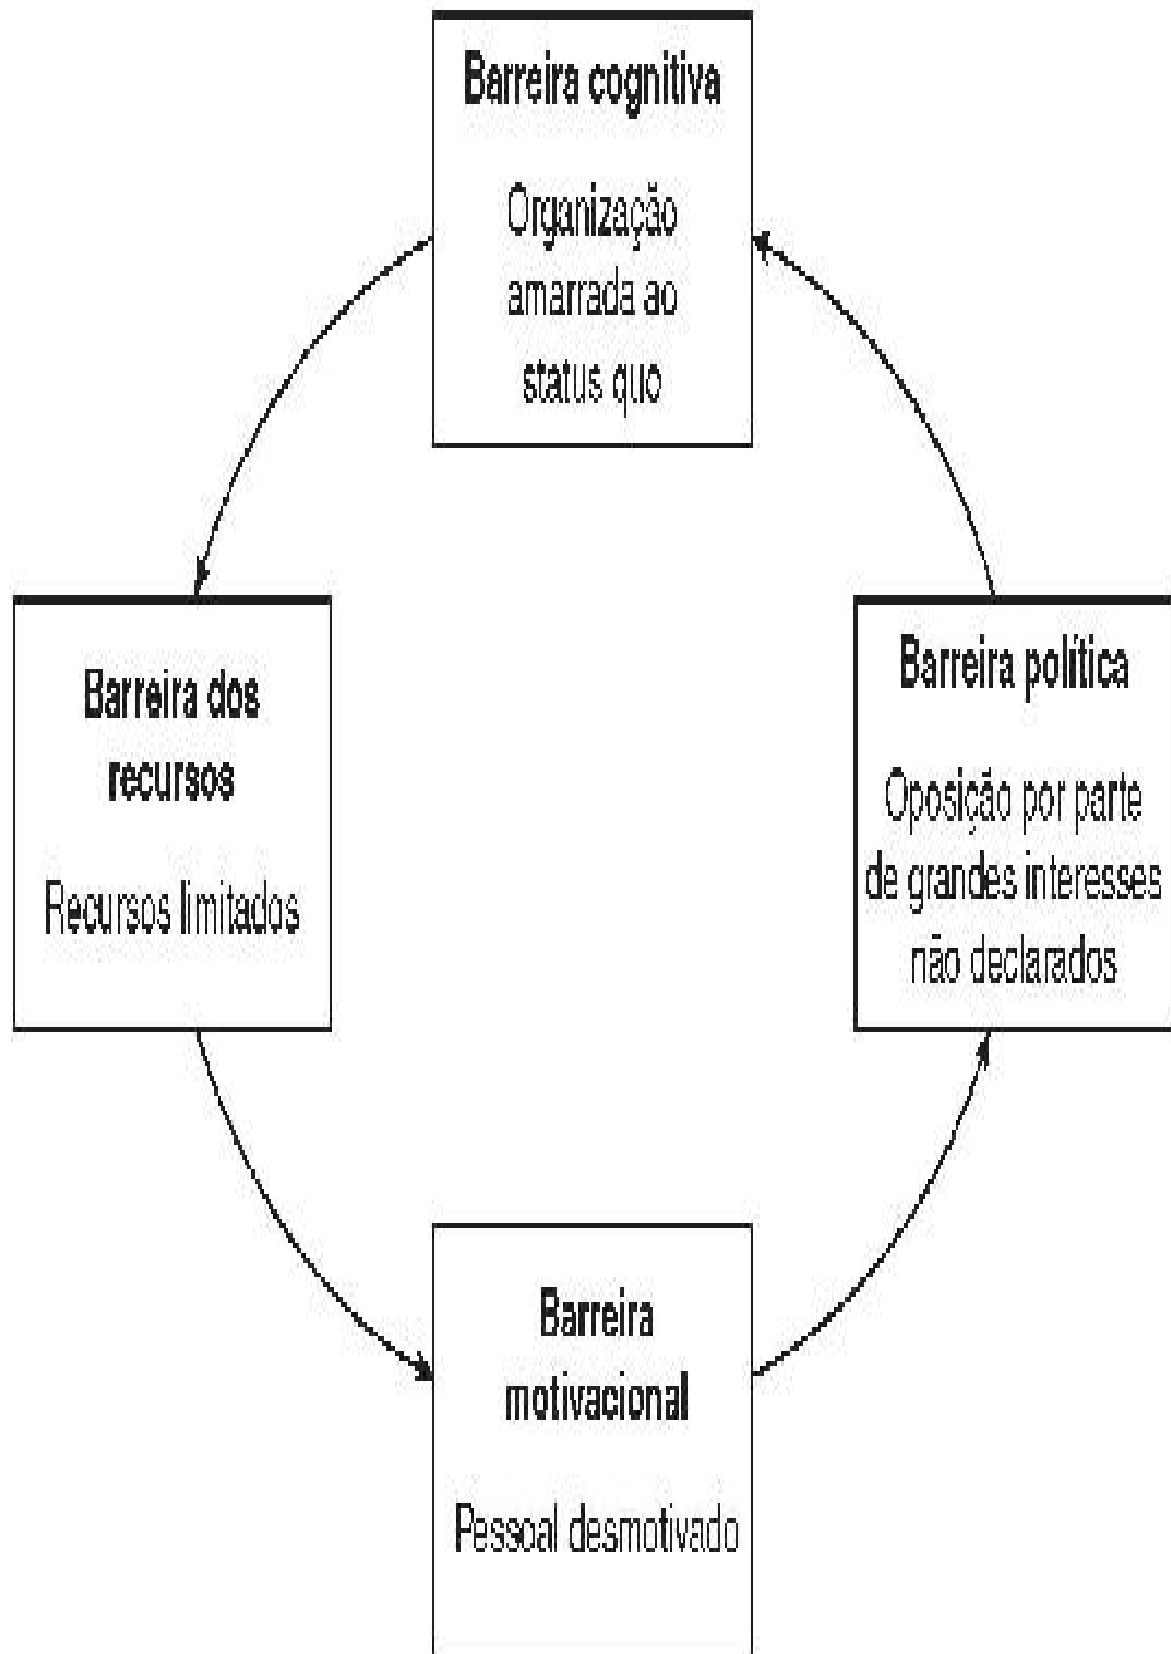 Barreira cognitiva
Organização
amarrada ao
status quo
Barreira dos
recursos
Recursos limitados
Barreira política
Oposição por parte
de grandes interesses
não declarados
Barreira
motivacional
Pessoal desmotivado